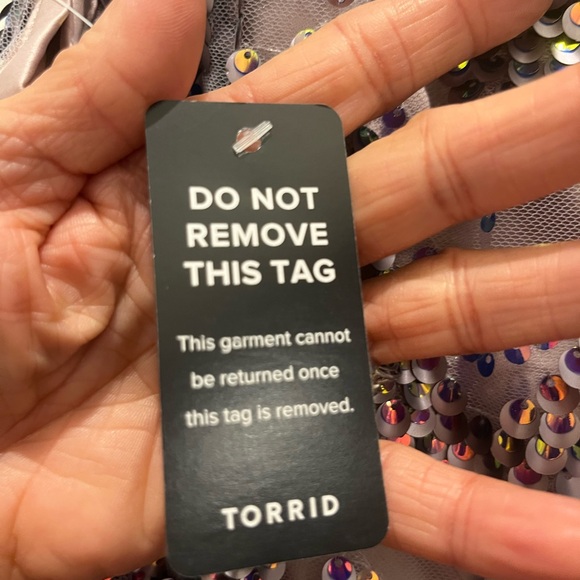 DO NOT
REMOVE
THIS TAG
This garment cannot
be returned once
this tag is removed.
TORRID